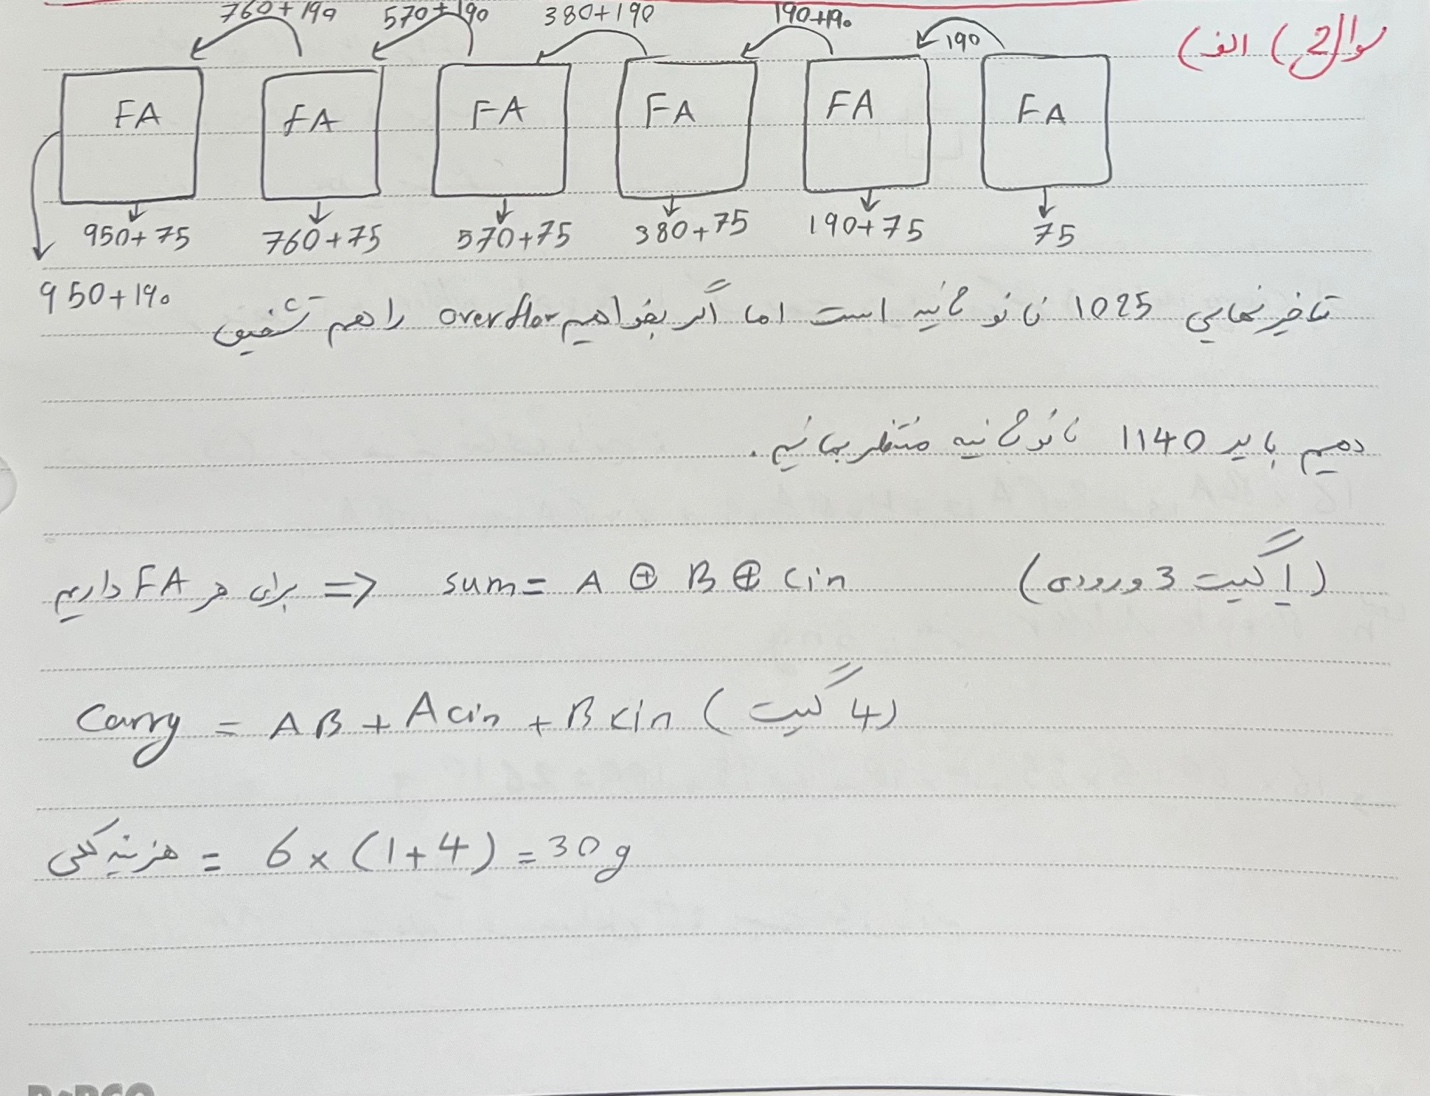 سوال 2) الف)
760+190 570+190 380+190 190+190 190
FA FA FA FA FA FA
950+75 760+75 570+75 380+75 190+75 75
950+190
تاخیر نهایی 1025 نانو ثانیه است اما اگر بخواهیم overflow را هم تشخیص
دهیم باید 1140 نانو ثانیه منتظر بمانیم.
برای هر FA داریم => sum = A ⊕ B ⊕ Cin (1 گیت 3 ورودی)
Carry = AB + Acin + Bcin (4 گیت)
هزینه کلی = 6 × (1+4) = 30g